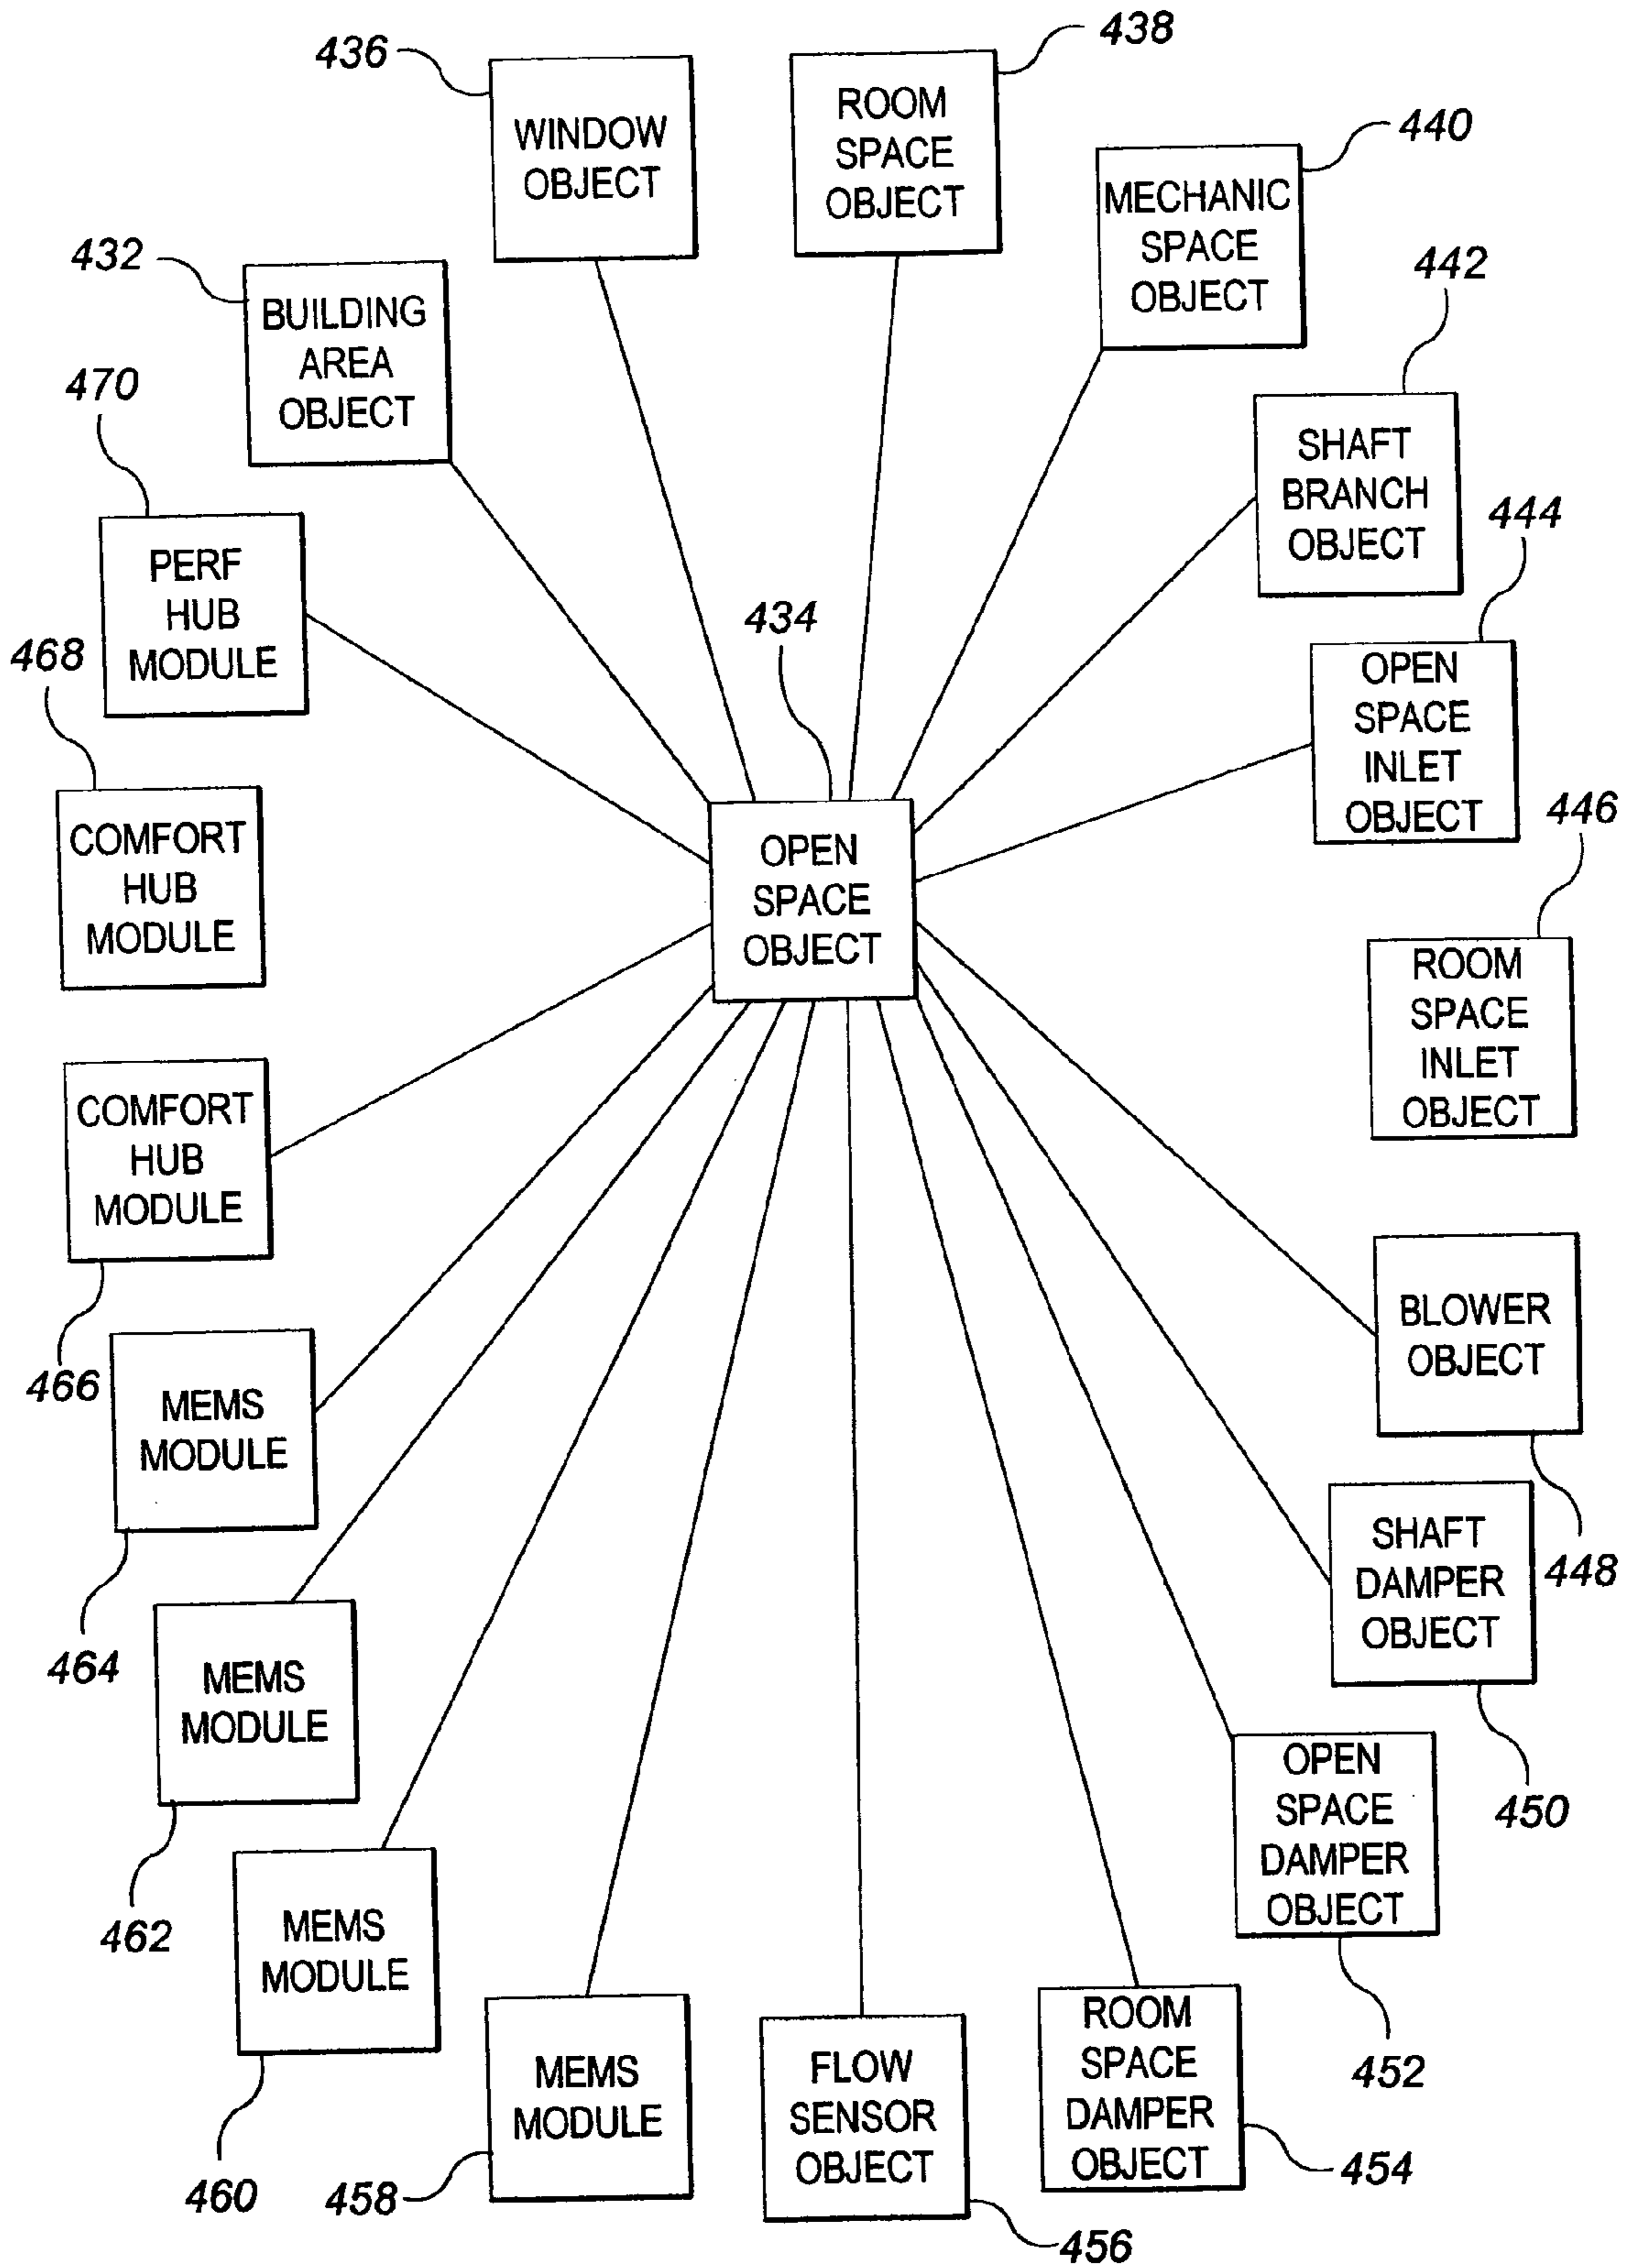 436
WINDOW
OBJECT
438
ROOM
SPACE
OBJECT
440
MECHANIC
SPACE
OBJECT
432
BUILDING
AREA
OBJECT
442
SHAFT
BRANCH
OBJECT
470
PERF
HUB
MODULE
444
OPEN
SPACE
INLET
OBJECT
434
OPEN
SPACE
OBJECT
468
COMFORT
HUB
MODULE
446
ROOM
SPACE
INLET
OBJECT
COMFORT
HUB
MODULE
466
BLOWER
OBJECT
448
MEMS
MODULE
464
SHAFT
DAMPER
OBJECT
450
MEMS
MODULE
462
OPEN
SPACE
DAMPER
OBJECT
452
MEMS
MODULE
460
MEMS
MODULE
458
FLOW
SENSOR
OBJECT
456
ROOM
SPACE
DAMPER
OBJECT
454